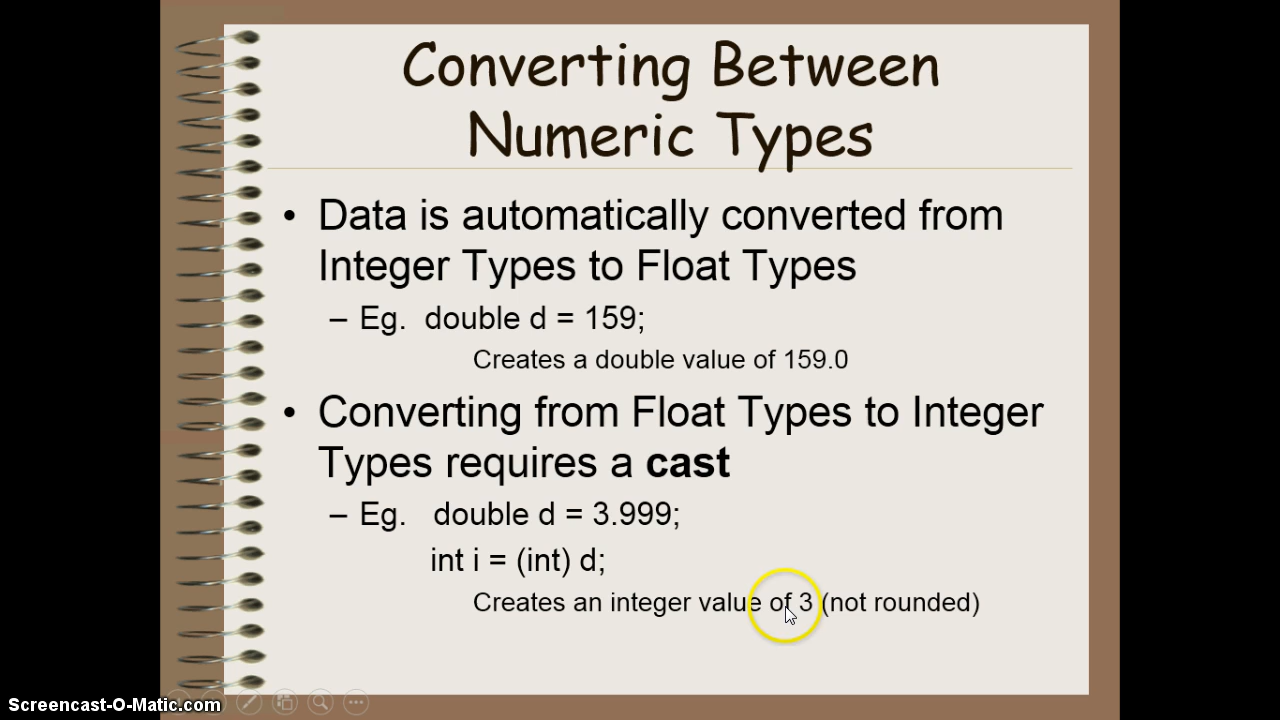 Converting Between
Numeric Types
• Data is automatically converted from
Integer Types to Float Types
– Eg. double d = 159;
Creates a double value of 159.0
• Converting from Float Types to Integer
Types requires a cast
– Eg. double d = 3.999;
int i = (int) d;
Creates an integer value of 3 (not rounded)
Screencast-O-Matic.com